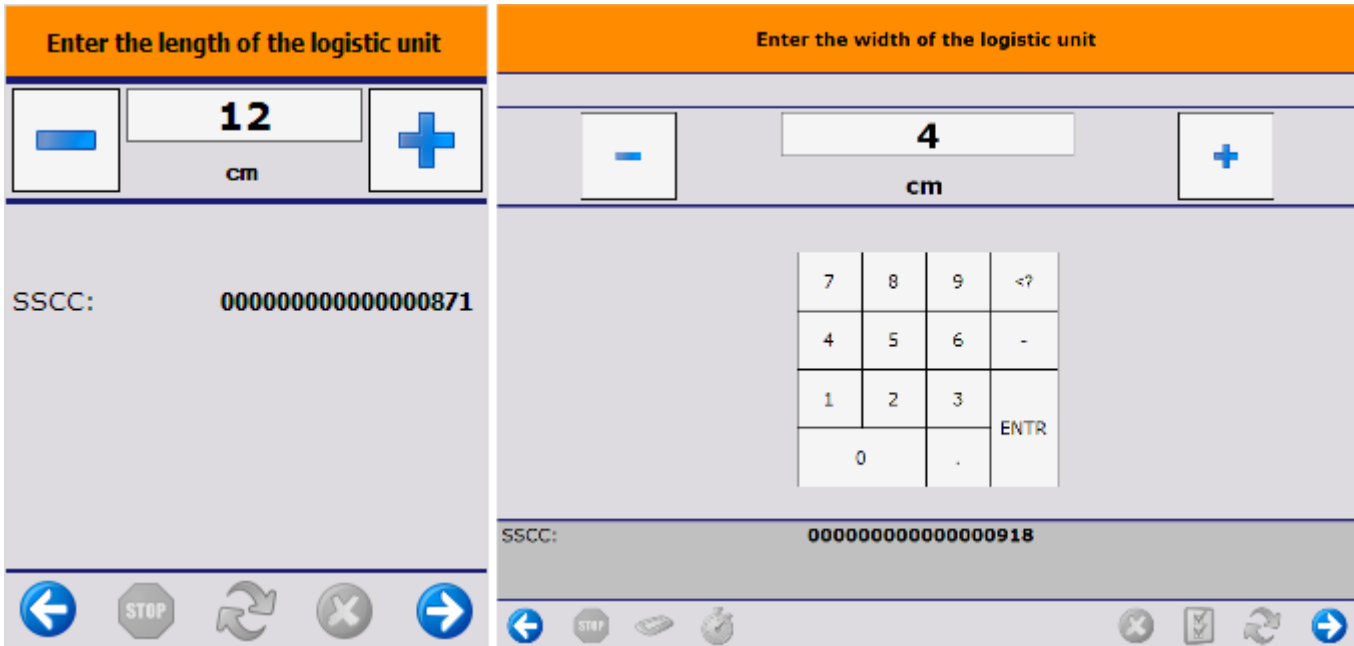 Enter the length of the logistic unit
12
cm
SSCC: 000000000000000871
STOP
Enter the width of the logistic unit
4
cm
7 8 9 <?
4 5 6 -
1 2 3
ENTR
0 .
SSCC: 000000000000000918
STOP